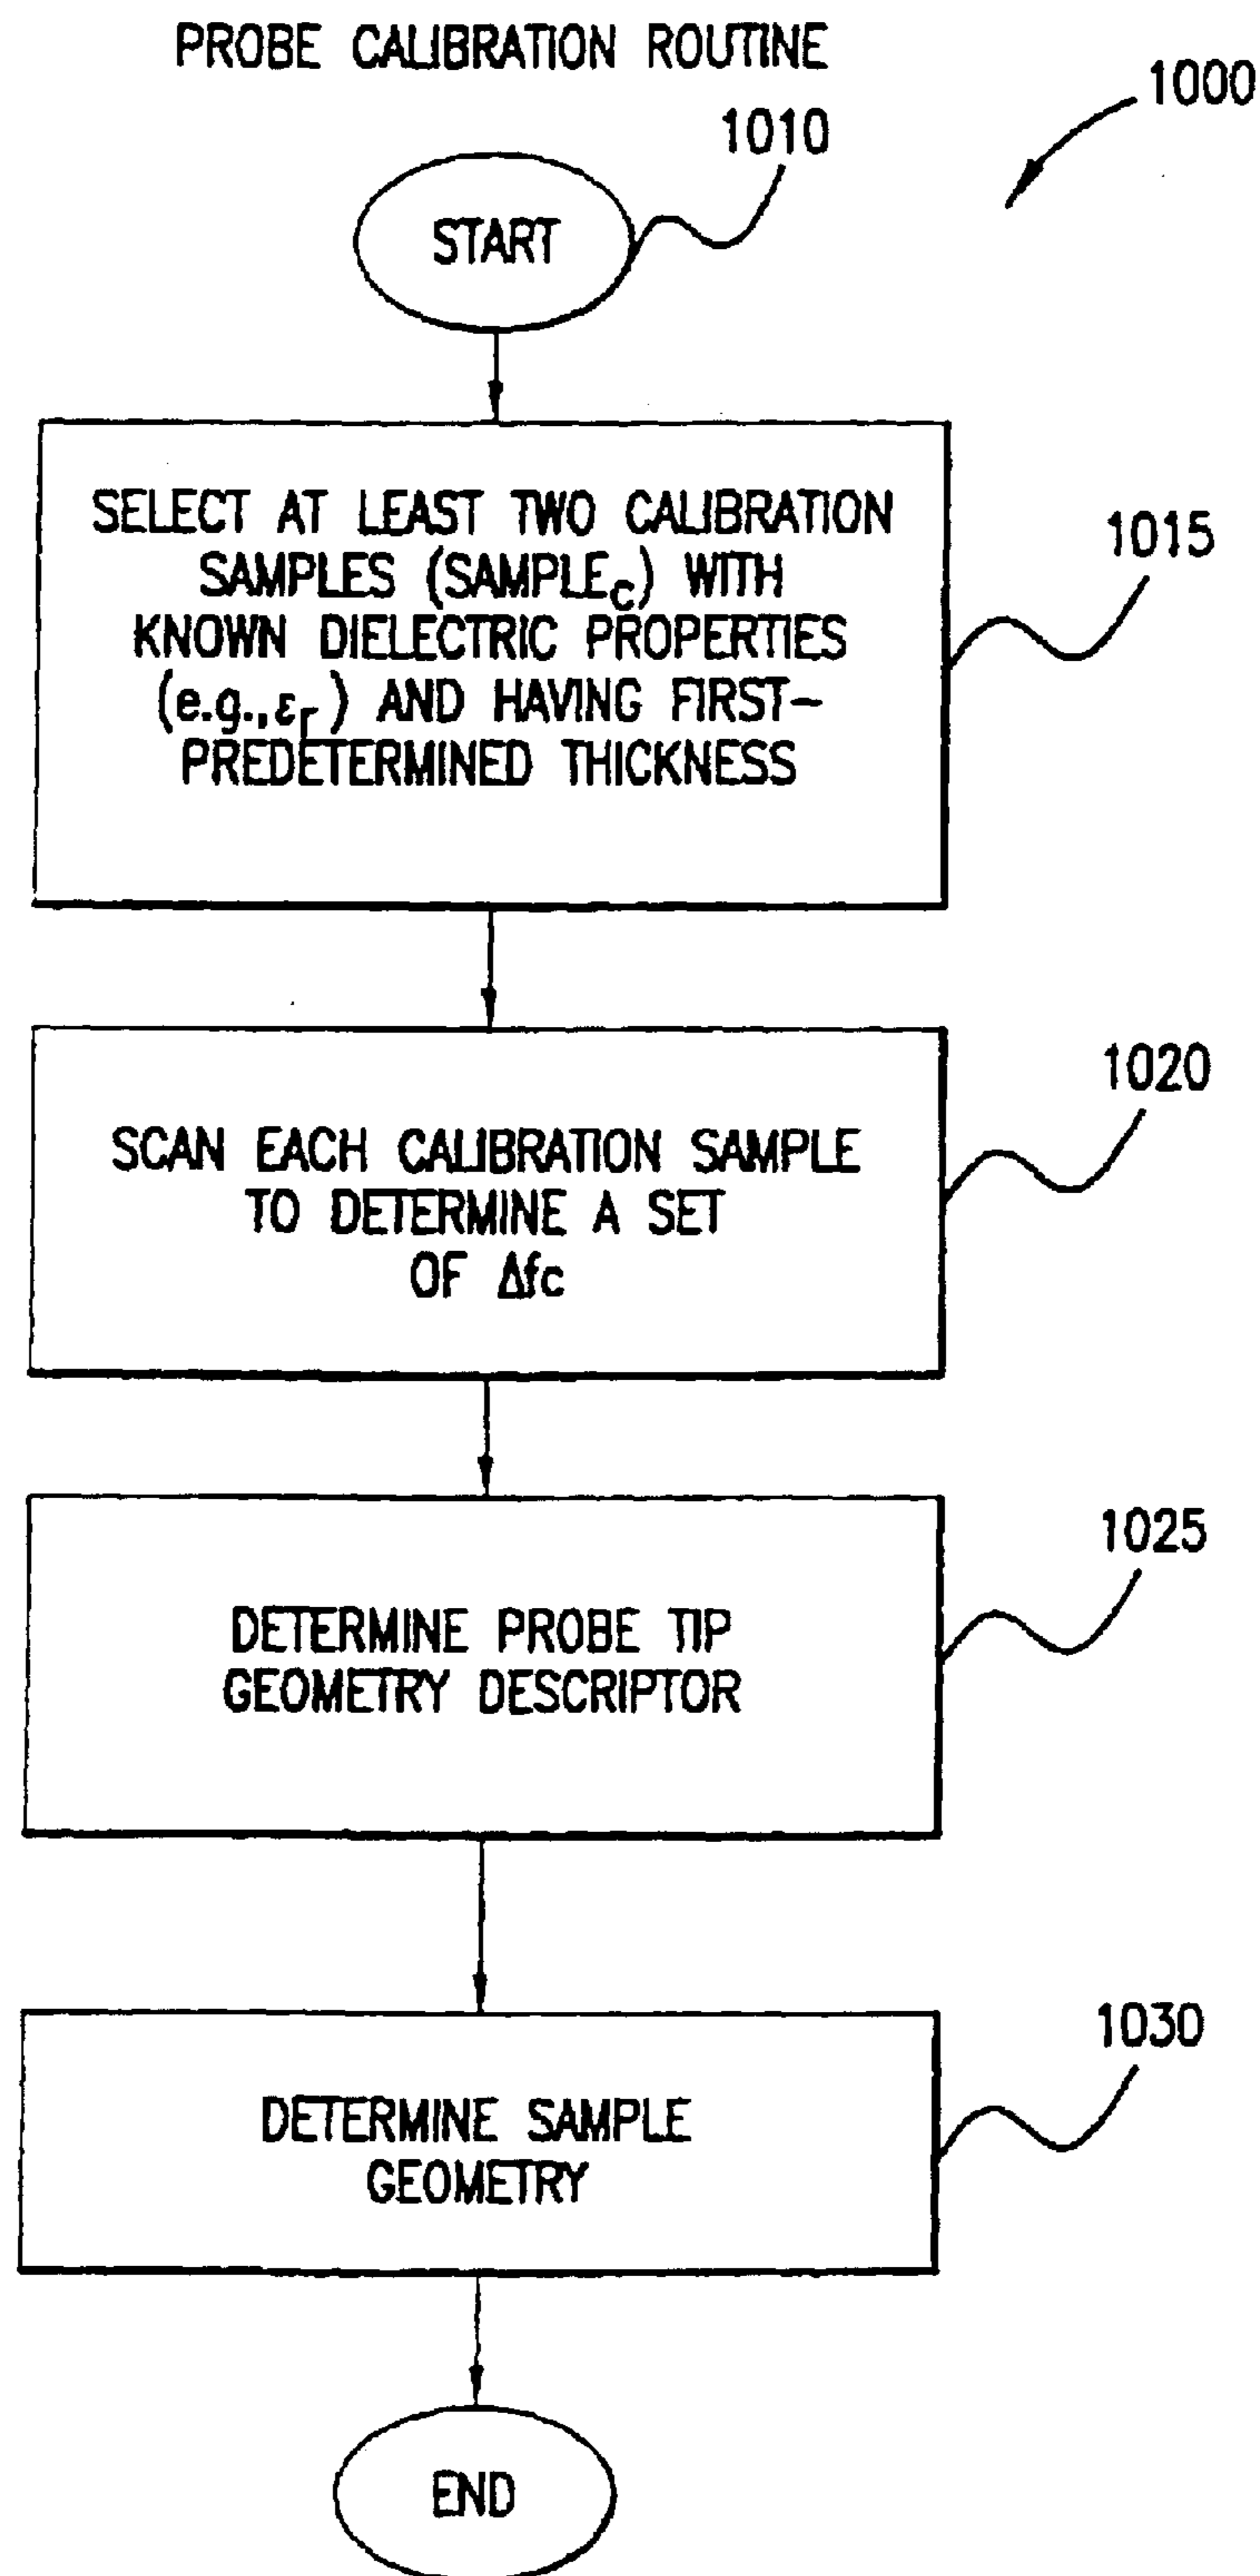 PROBE CALIBRATION ROUTINE
1000
1010
START
SELECT AT LEAST TWO CALIBRATION
SAMPLES (SAMPLEc) WITH
KNOWN DIELECTRIC PROPERTIES
(e.g., εr) AND HAVING FIRST-
PREDETERMINED THICKNESS
1015
SCAN EACH CALIBRATION SAMPLE
TO DETERMINE A SET
OF Δfc
1020
DETERMINE PROBE TIP
GEOMETRY DESCRIPTOR
1025
DETERMINE SAMPLE
GEOMETRY
1030
END